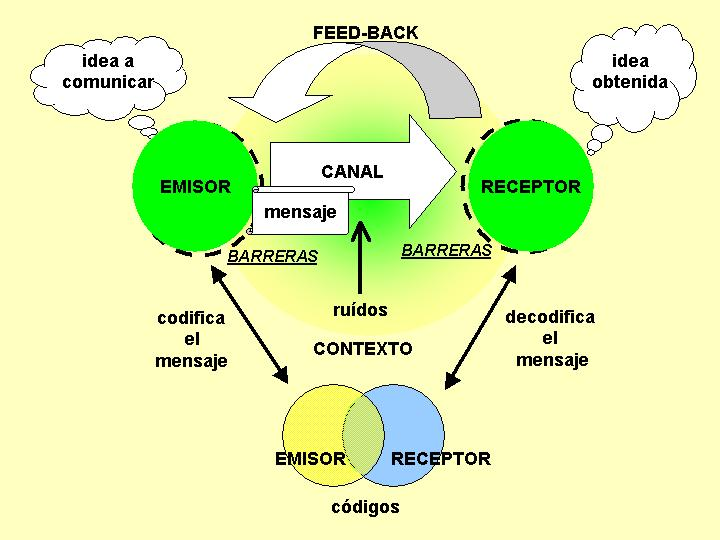 FEED-BACK
idea a
comunicar
idea
obtenida
CANAL
EMISOR
RECEPTOR
mensaje
BARRERAS
BARRERAS
ruídos
codifica
el
mensaje
decodifica
el
mensaje
CONTEXTO
EMISOR
RECEPTOR
códigos